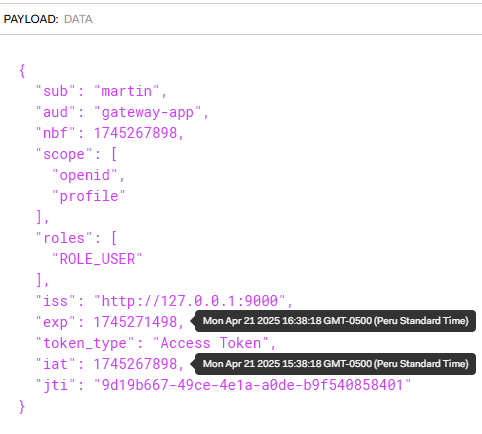 PAYLOAD: DATA
{
"sub": "martin",
"aud": "gateway-app",
"nbf": 1745267898,
"scope": [
"openid",
"profile"
],
"roles": [
"ROLE_USER"
],
"iss": "http://127.0.0.1:9000",
"exp": 1745271498, Mon Apr 21 2025 16:38:18 GMT-0500 (Peru Standard Time)
"token_type": "Access Token",
"iat": 1745267898, Mon Apr 21 2025 15:38:18 GMT-0500 (Peru Standard Time)
"jti": "9d19b667-49ce-4e1a-a0de-b9f540858401"
}